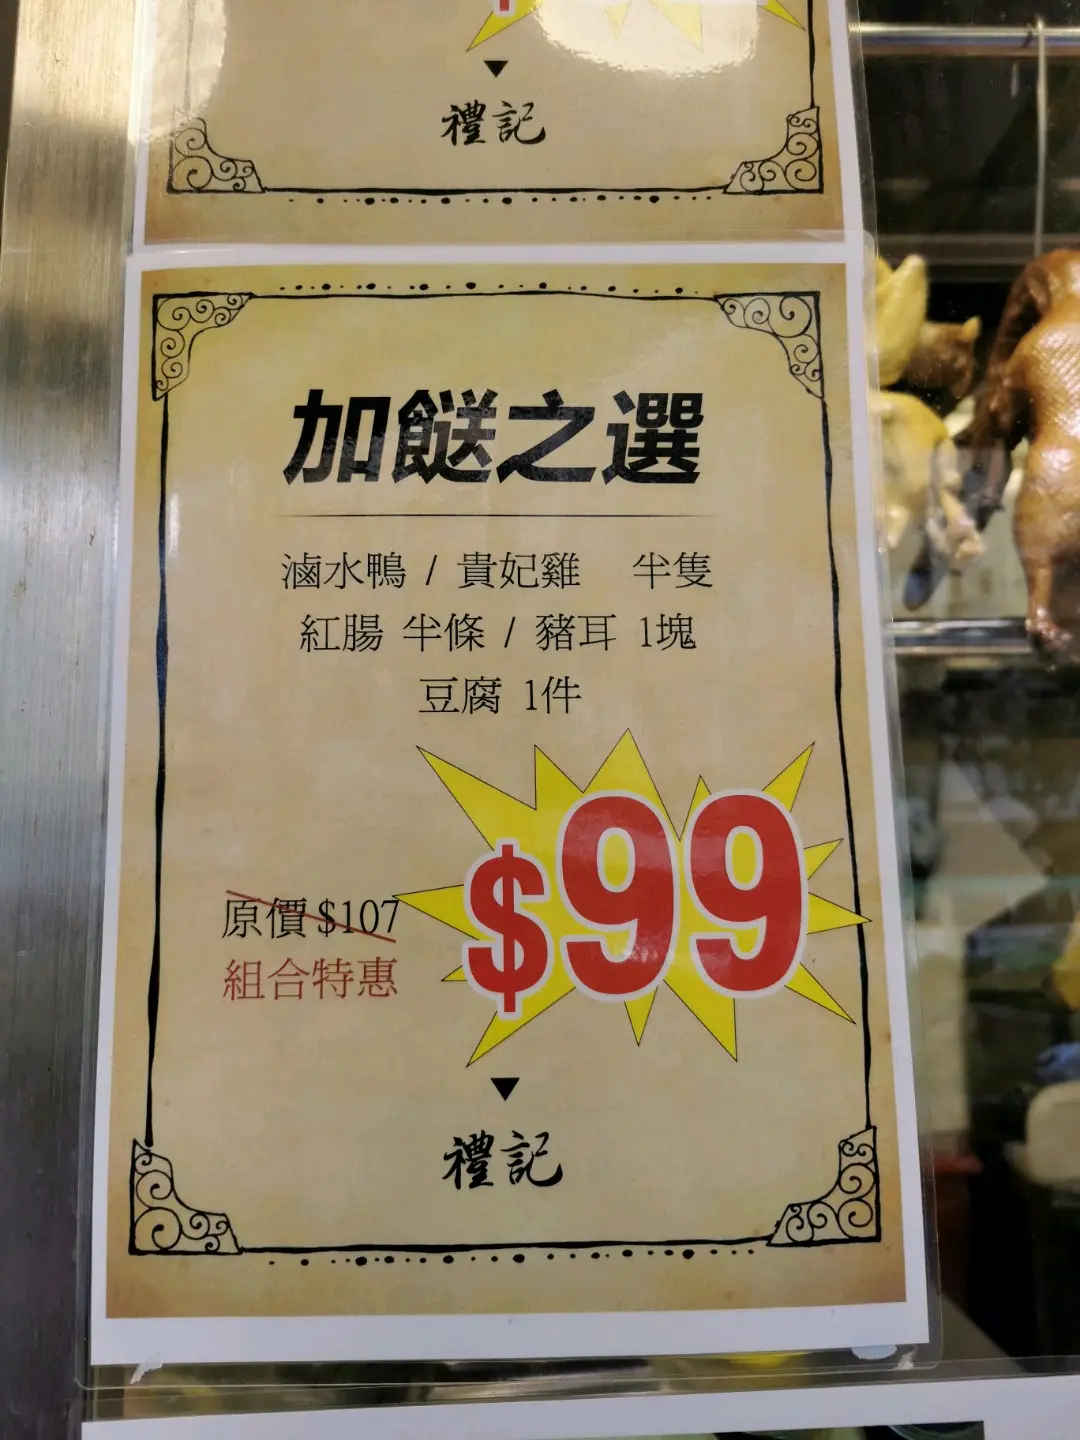 $
▼
禮記
加餸之選
滷水鴨 / 貴妃雞 半隻
紅腸 半條 / 豬耳 1塊
豆腐 1件
原價 $107
組合特惠
$99
▼
禮記